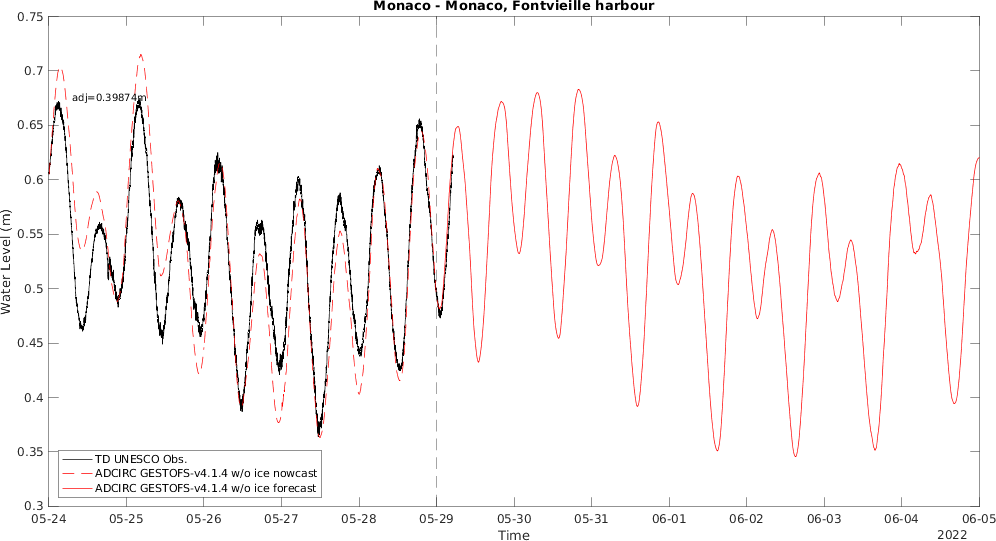 Monaco - Monaco, Fontvieille harbour
0.75
0.7
0.65
0.6
0.55
0.5
0.45
0.4
0.35
0.3
Water Level (m)
adj=0.39874m
TD UNESCO Obs.
ADCIRC GESTOFS-v4.1.4 w/o ice nowcast
ADCIRC GESTOFS-v4.1.4 w/o ice forecast
05-24 05-25 05-26 05-27 05-28 05-29 05-30 05-31 06-01 06-02 06-03 06-04 06-05
Time
2022